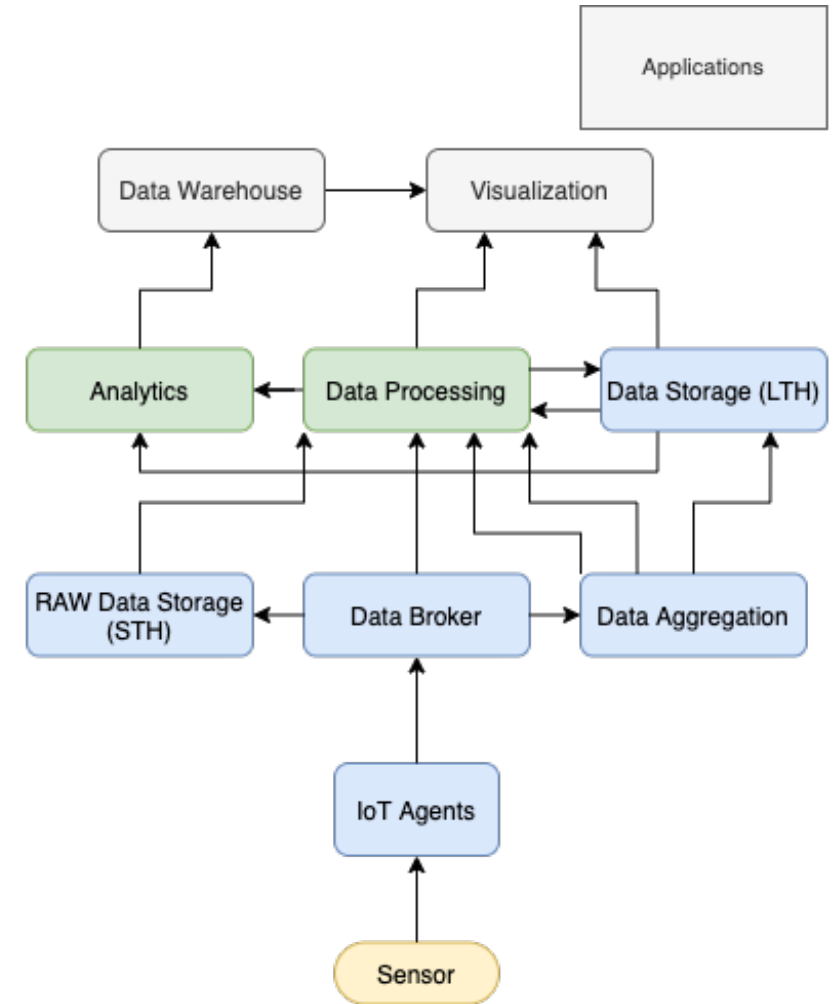 Applications
Data Warehouse
Visualization
Analytics
Data Processing
Data Storage (LTH)
RAW Data Storage
(STH)
Data Broker
Data Aggregation
IoT Agents
Sensor